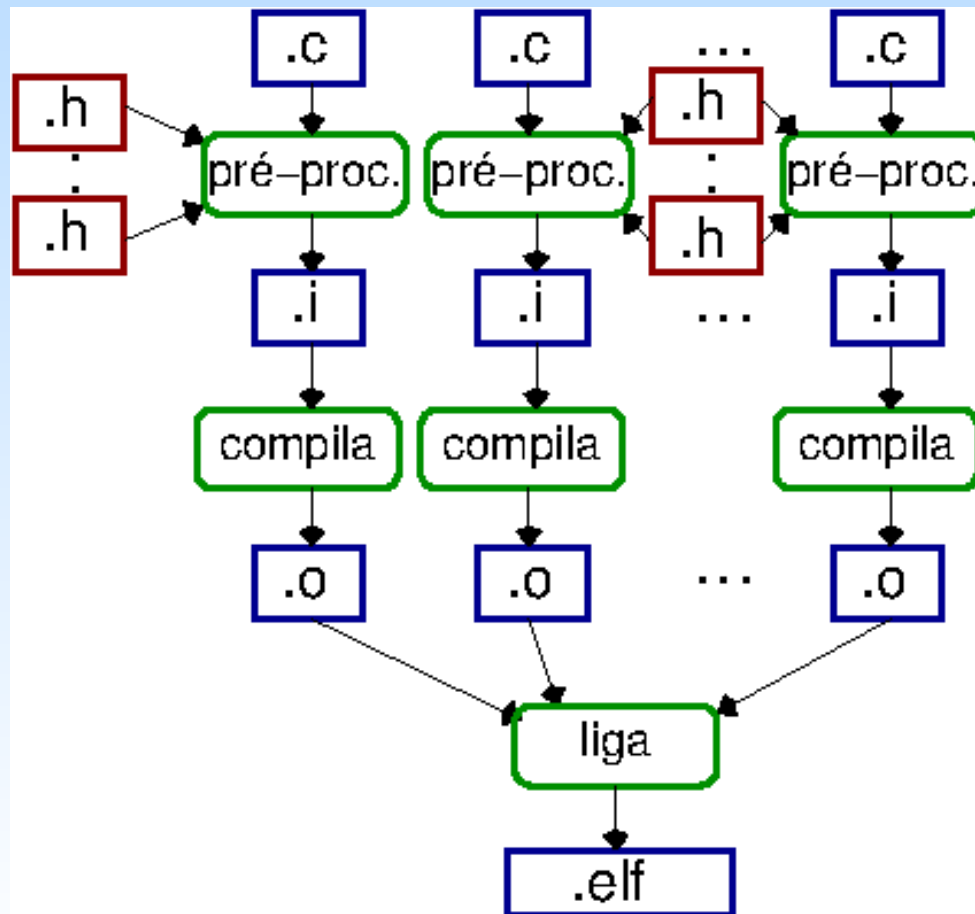 .c .c ... .c
.h .h
pré-proc. pré-proc. pré-proc.
.h .h
.i .i ... .i
compila compila compila
.o .o ... .o
liga
.elf